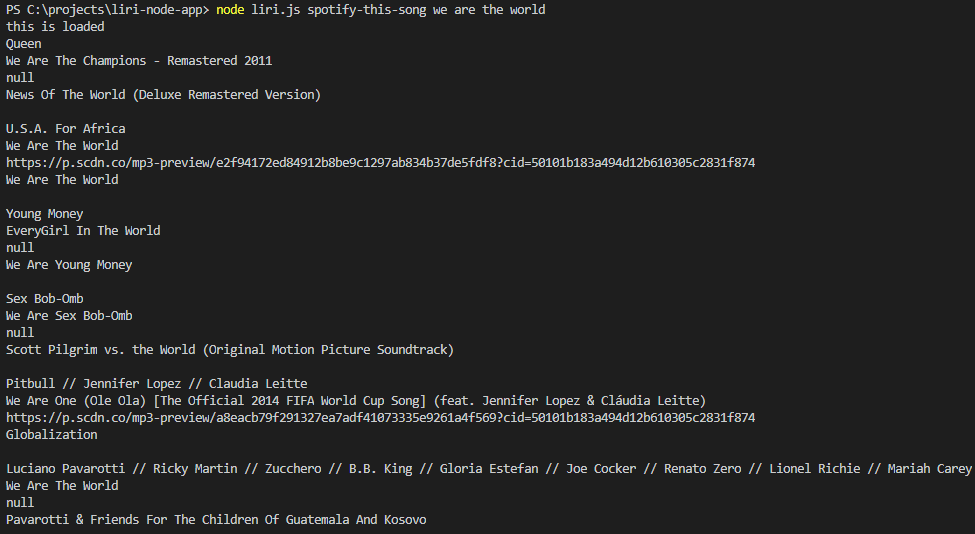 PS C:\projects\liri-node-app> node liri.js spotify-this-song we are the world
this is loaded
Queen
We Are The Champions - Remastered 2011
null
News Of The World (Deluxe Remastered Version)
U.S.A. For Africa
We Are The World
https://p.scdn.co/mp3-preview/e2f94172ed84912b8be9c1297ab834b37de5fdf8?cid=50101b183a494d12b610305c2831f874
We Are The World
Young Money
EveryGirl In The World
null
We Are Young Money
Sex Bob-Omb
We Are Sex Bob-Omb
null
Scott Pilgrim vs. the World (Original Motion Picture Soundtrack)
Pitbull // Jennifer Lopez // Claudia Leitte
We Are One (Ole Ola) [The Official 2014 FIFA World Cup Song] (feat. Jennifer Lopez & Cláudia Leitte)
https://p.scdn.co/mp3-preview/a8eacb79f291327ea7adf4107333​5e9261a4f569?cid=50101b183a494d12b610305c2831f874
Globalization
Luciano Pavarotti // Ricky Martin // Zucchero // B.B. King // Gloria Estefan // Joe Cocker // Renato Zero // Lionel Richie // Mariah Carey
We Are The World
null
Pavarotti & Friends For The Children Of Guatemala And Kosovo